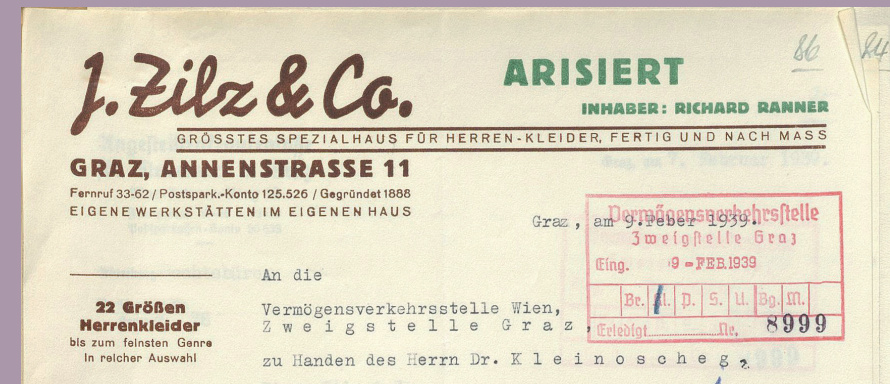 86
84
J. Zilz & Co.
ARISIERT
INHABER: RICHARD RANNER
GRÖSSTES SPEZIALHAUS FÜR HERREN-KLEIDER, FERTIG UND NACH MASS
GRAZ, ANNENSTRASSE 11
Fernruf 33-62 / Postspark.-Konto 125.526 / Gegründet 1888
EIGENE WERKSTÄTTEN IM EIGENEN HAUS
Graz, am 9.Feber 1939.
Vermögensverkehrsstelle
Zweigstelle Graz
Eing. 9-FEB.1939
Br. A. P. S. U. Bg. M.
Erledigt Nr. 8999
An die
Vermögensverkehrsstelle Wien,
Zweigstelle Graz,
zu Handen des Herrn Dr. Kleinoscheg,
22 Größen
Herrenkleider
bis zum feinsten Genre
in reicher Auswahl